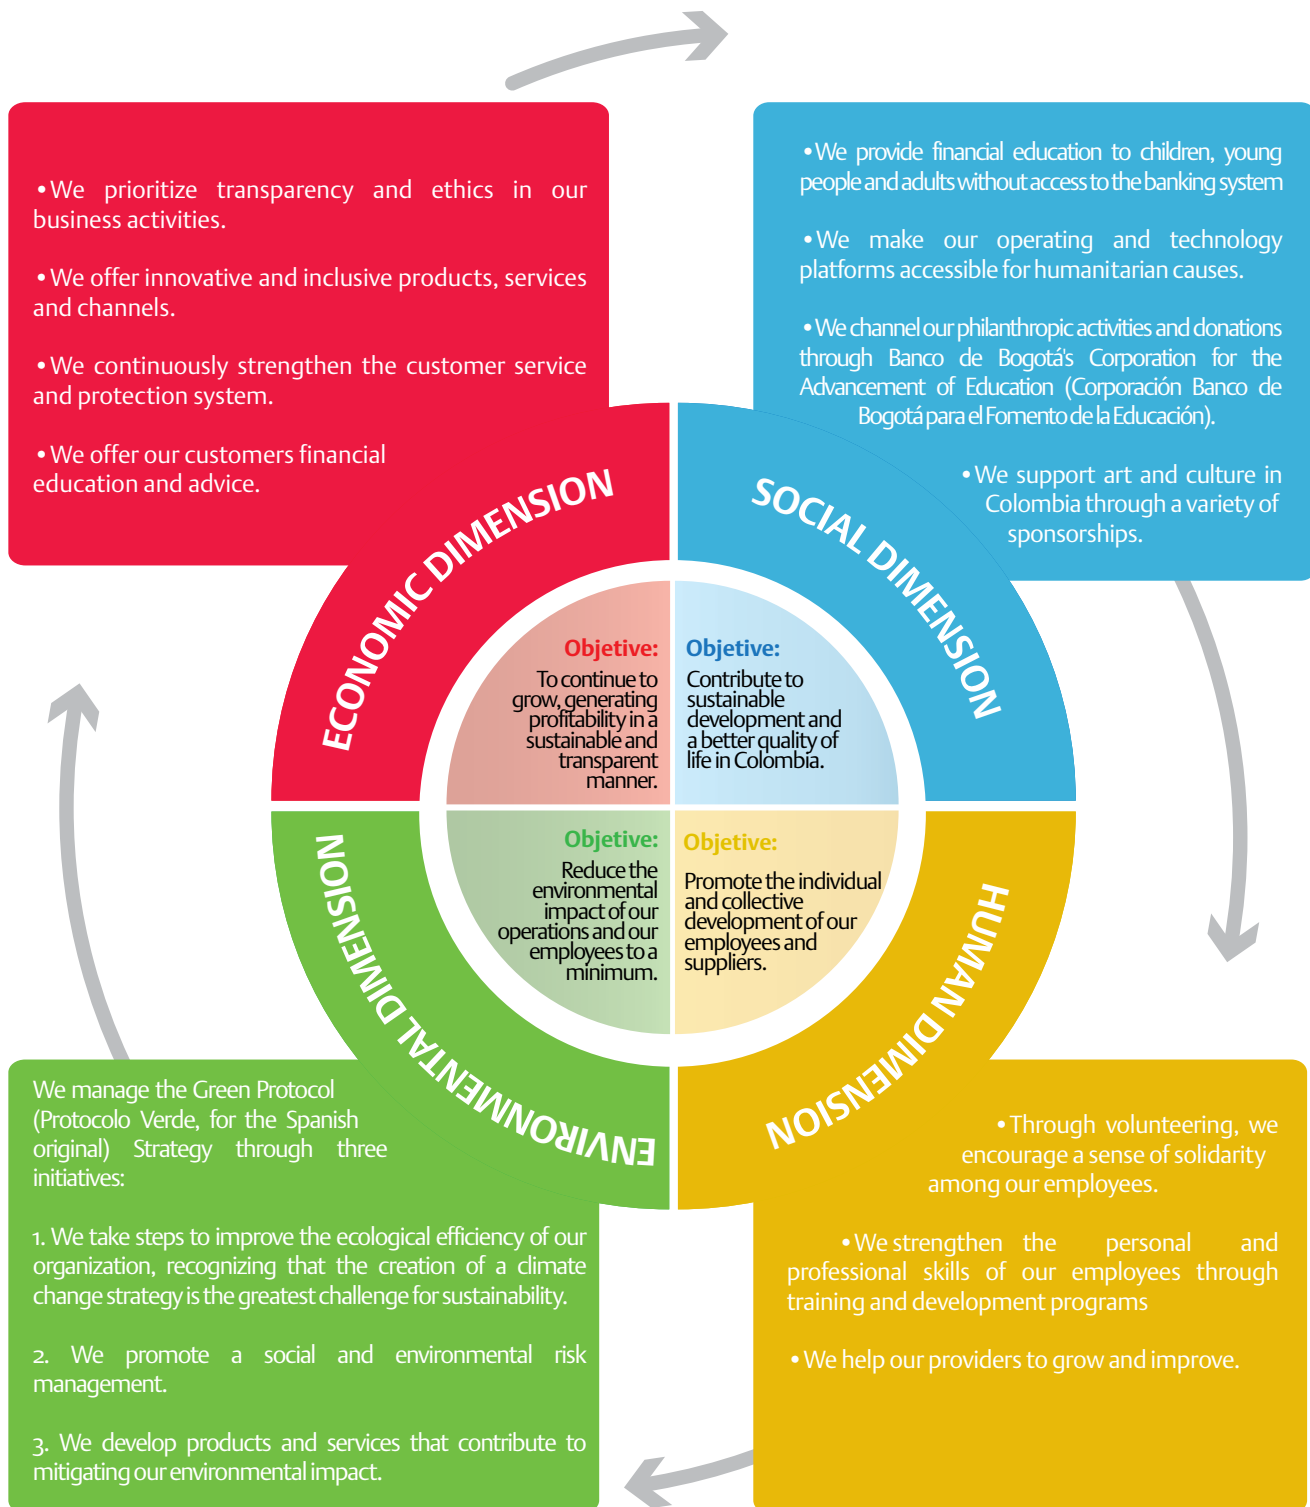 •We prioritize transparency and ethics in our
business activities.
•We offer innovative and inclusive products, services
and channels.
•We continuously strengthen the customer service
and protection system.
•We offer our customers financial
education and advice.
ECONOMIC DIMENSION
Objetive:
To continue to
grow, generating
profitability in a
sustainable and
transparent
manner.
•We provide financial education to children, young
people and adults without access to the banking system
•We make our operating and technology
platforms accessible for humanitarian causes.
•We channel our philanthropic activities and donations
through Banco de Bogotá's Corporation for the
Advancement of Education (Corporación Banco de
Bogotá para el Fomento de la Educación).
•We support art and culture in
Colombia through a variety of
sponsorships.
SOCIAL DIMENSION
Objetive:
Contribute to
sustainable
development and
a better quality of
life in Colombia.
Objetive:
Reduce the
environmental
impact of our
operations and our
employees to a
minimum.
ENVIRONMENTAL DIMENSION
We manage the Green Protocol
(Protocolo Verde, for the Spanish
original) Strategy through three
initiatives:
1. We take steps to improve the ecological efficiency of our
organization, recognizing that the creation of a climate
change strategy is the greatest challenge for sustainability.
2. We promote a social and environmental risk
management.
3. We develop products and services that contribute to
mitigating our environmental impact.
Objetive:
Promote the individual
and collective
development of our
employees and
suppliers.
HUMAN DIMENSION
•Through volunteering, we
encourage a sense of solidarity
among our employees.
•We strengthen the personal and
professional skills of our employees through
training and development programs
•We help our providers to grow and improve.